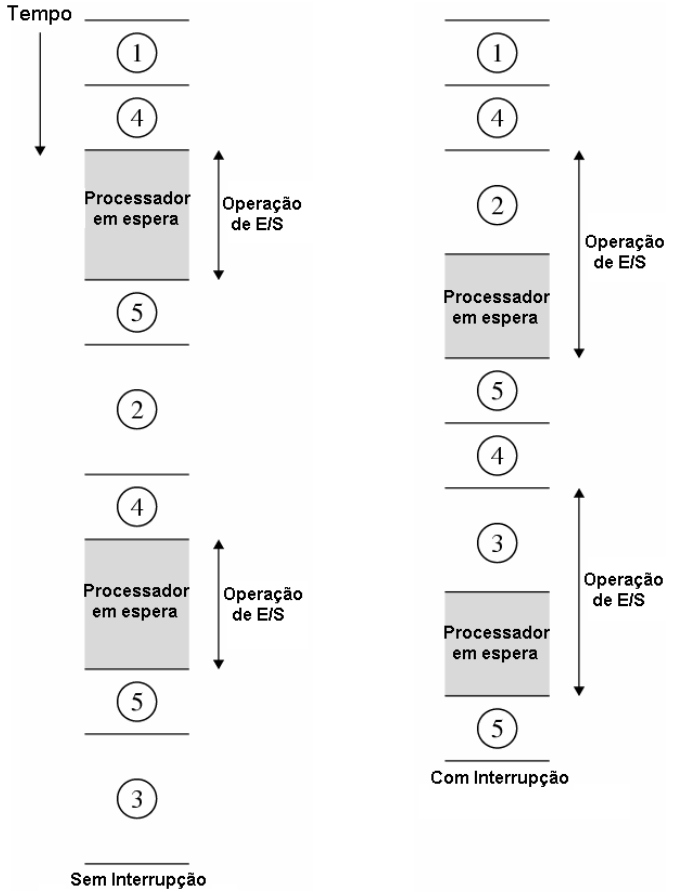 Tempo
1
4
Processador
em espera
Operação
de E/S
5
2
4
Processador
em espera
Operação
de E/S
5
3
Sem Interrupção
1
4
2
Operação
de E/S
Processador
em espera
5
4
3
Operação
de E/S
Processador
em espera
5
Com Interrupção